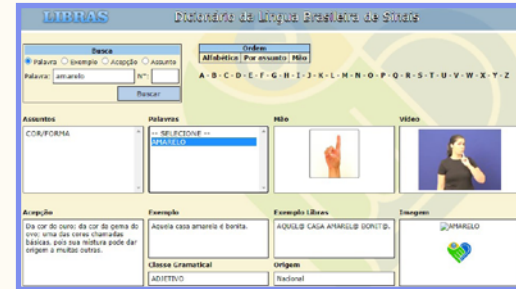 LIBRAS
Dicionário da Língua Brasileira de Sinais
Busca
Palavra Exemplo Acepção Assunto
Palavra: amarelo Nº:
Buscar
Ordem
Alfabética Por assunto Mão
A - B - C - D - E - F - G - H - I - J - K - L - M - N - O - P - Q - R - S - T - U - V - W - X - Y - Z
Assuntos
COR/FORMA
Palavras
-- SELECIONE --
AMARELO
Mão
Vídeo
Acepção
Da cor do ouro; da cor da gema do
ovo; uma das cores chamadas
básicas, pois sua mistura pode dar
origem a muitas outras.
Exemplo
Aquela casa amarela é bonita.
Exemplo Libras
AQUEL@ CASA AMAREL@ BONIT@.
Imagem
AMARELO
Classe Gramatical
ADJETIVO
Origem
Nacional